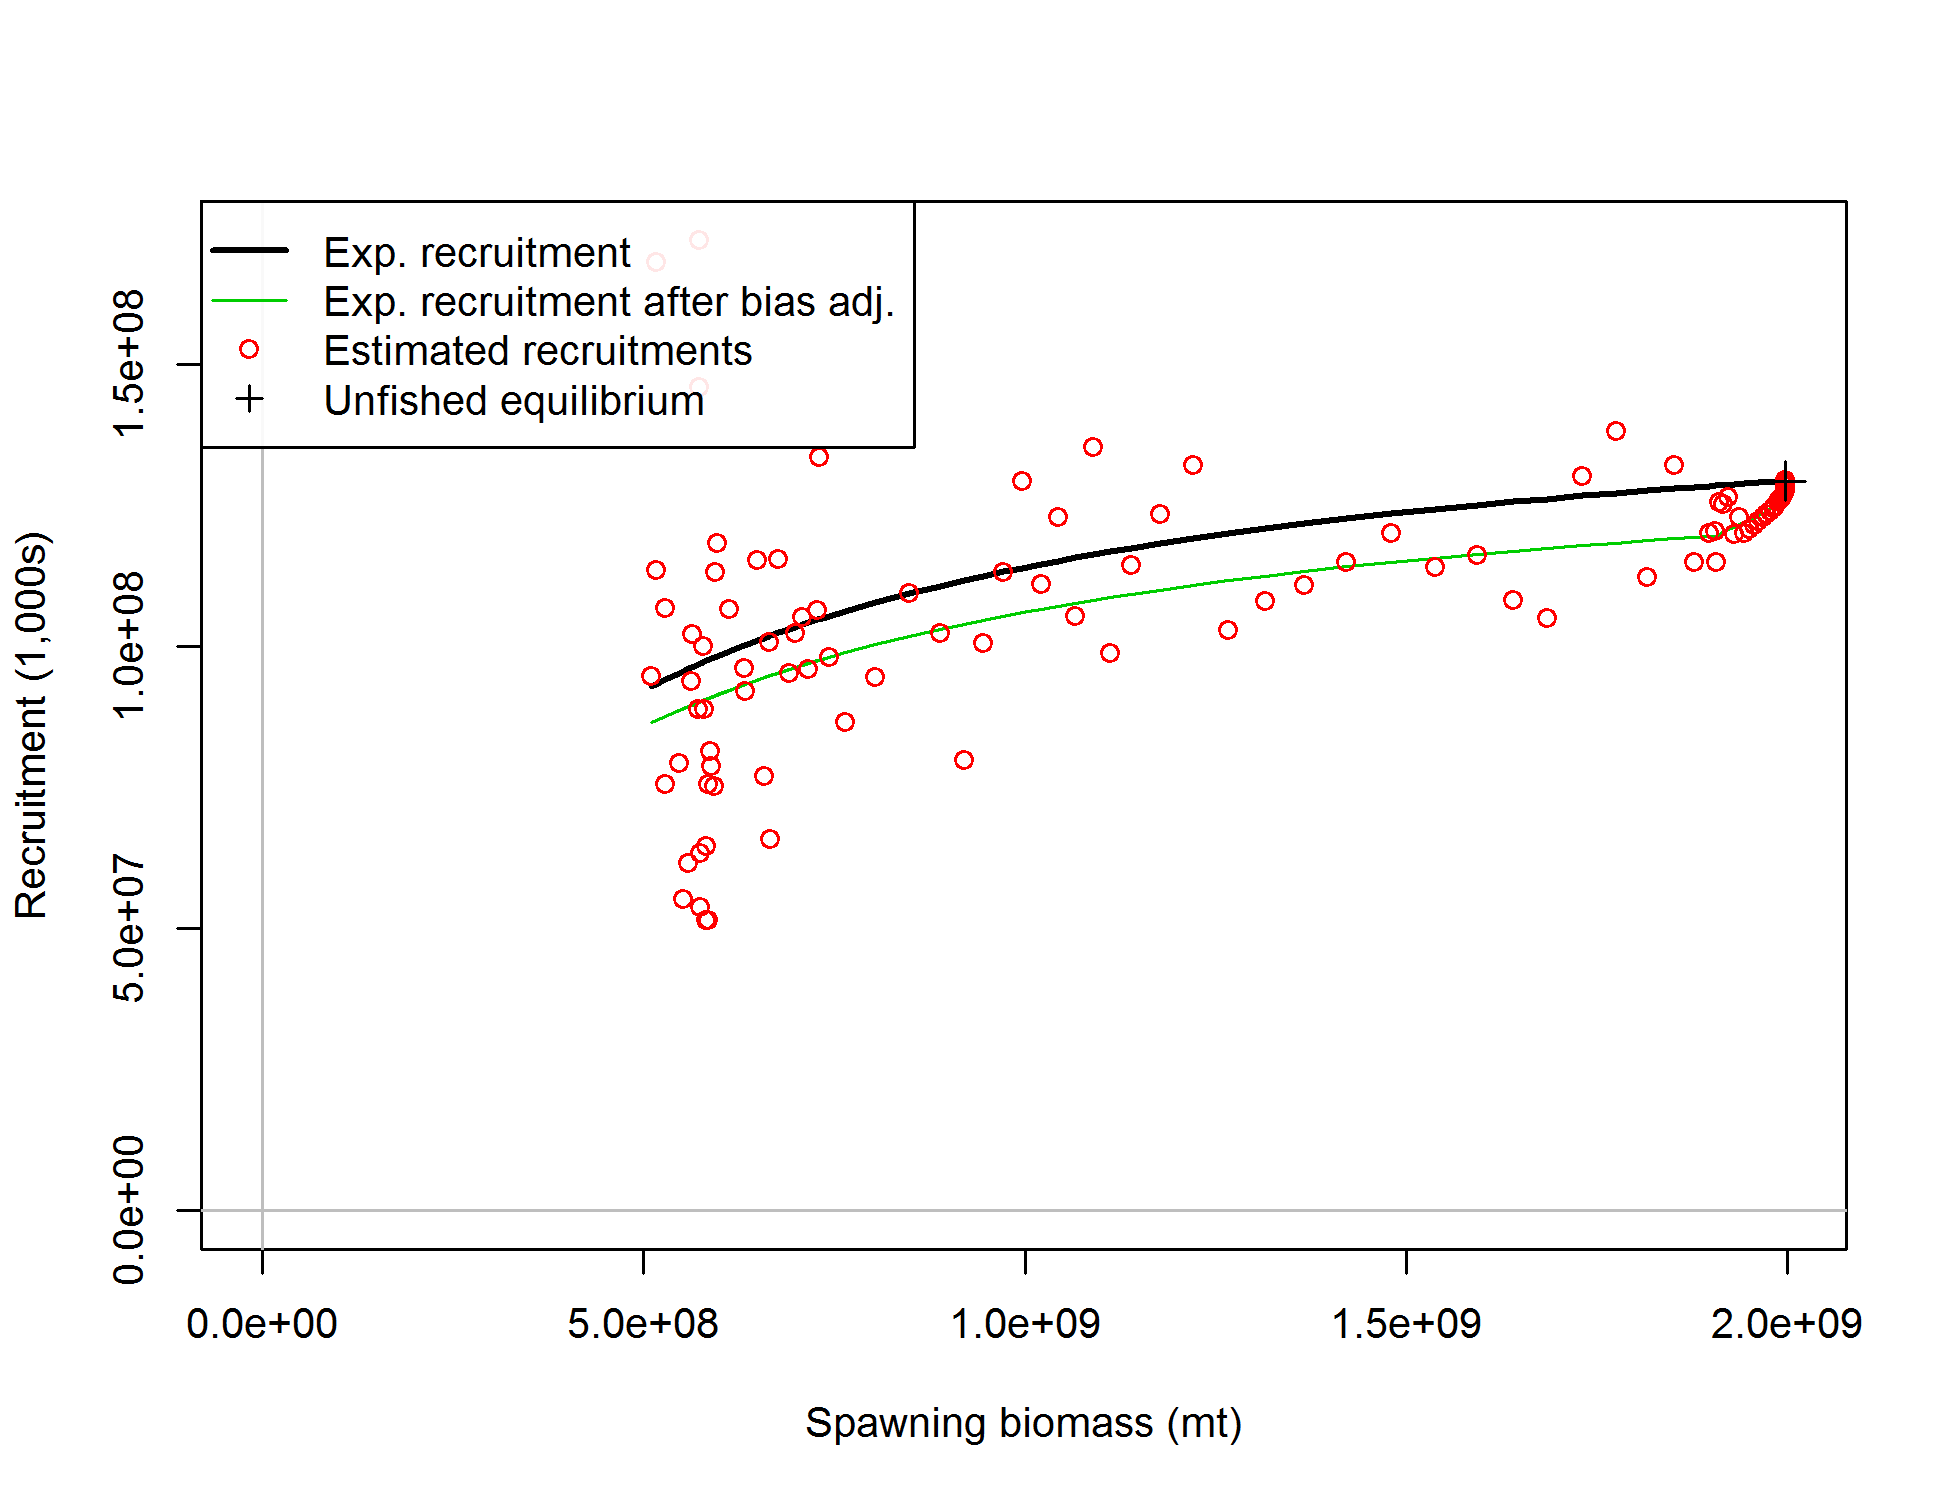 Exp. recruitment
Exp. recruitment after bias adj.
Estimated recruitments
Unfished equilibrium
Recruitment (1,000s)
1.5e+08
1.0e+08
5.0e+07
0.0e+00
0.0e+00 5.0e+08 1.0e+09 1.5e+09 2.0e+09
Spawning biomass (mt)